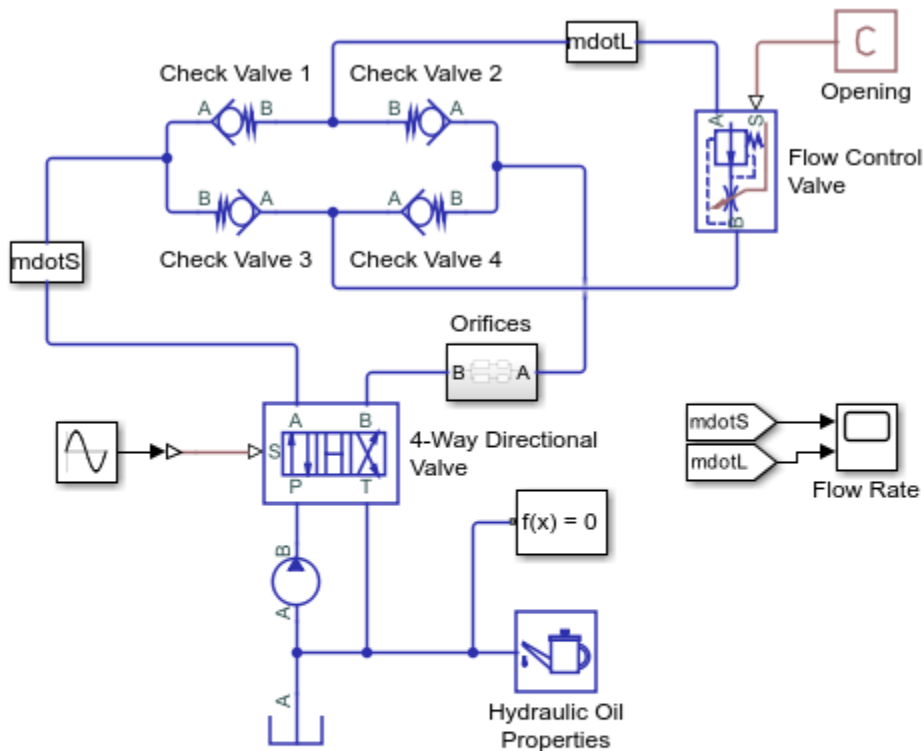 mdotL
C
Opening
Check Valve 1
Check Valve 2
A
B
B
A
A
S
Flow Control
Valve
B
B
A
A
B
Check Valve 3
Check Valve 4
mdotS
Orifices
B
A
A
B
S
4-Way Directional
Valve
P
T
mdotS
mdotL
Flow Rate
B
f(x) = 0
A
A
Hydraulic Oil
Properties